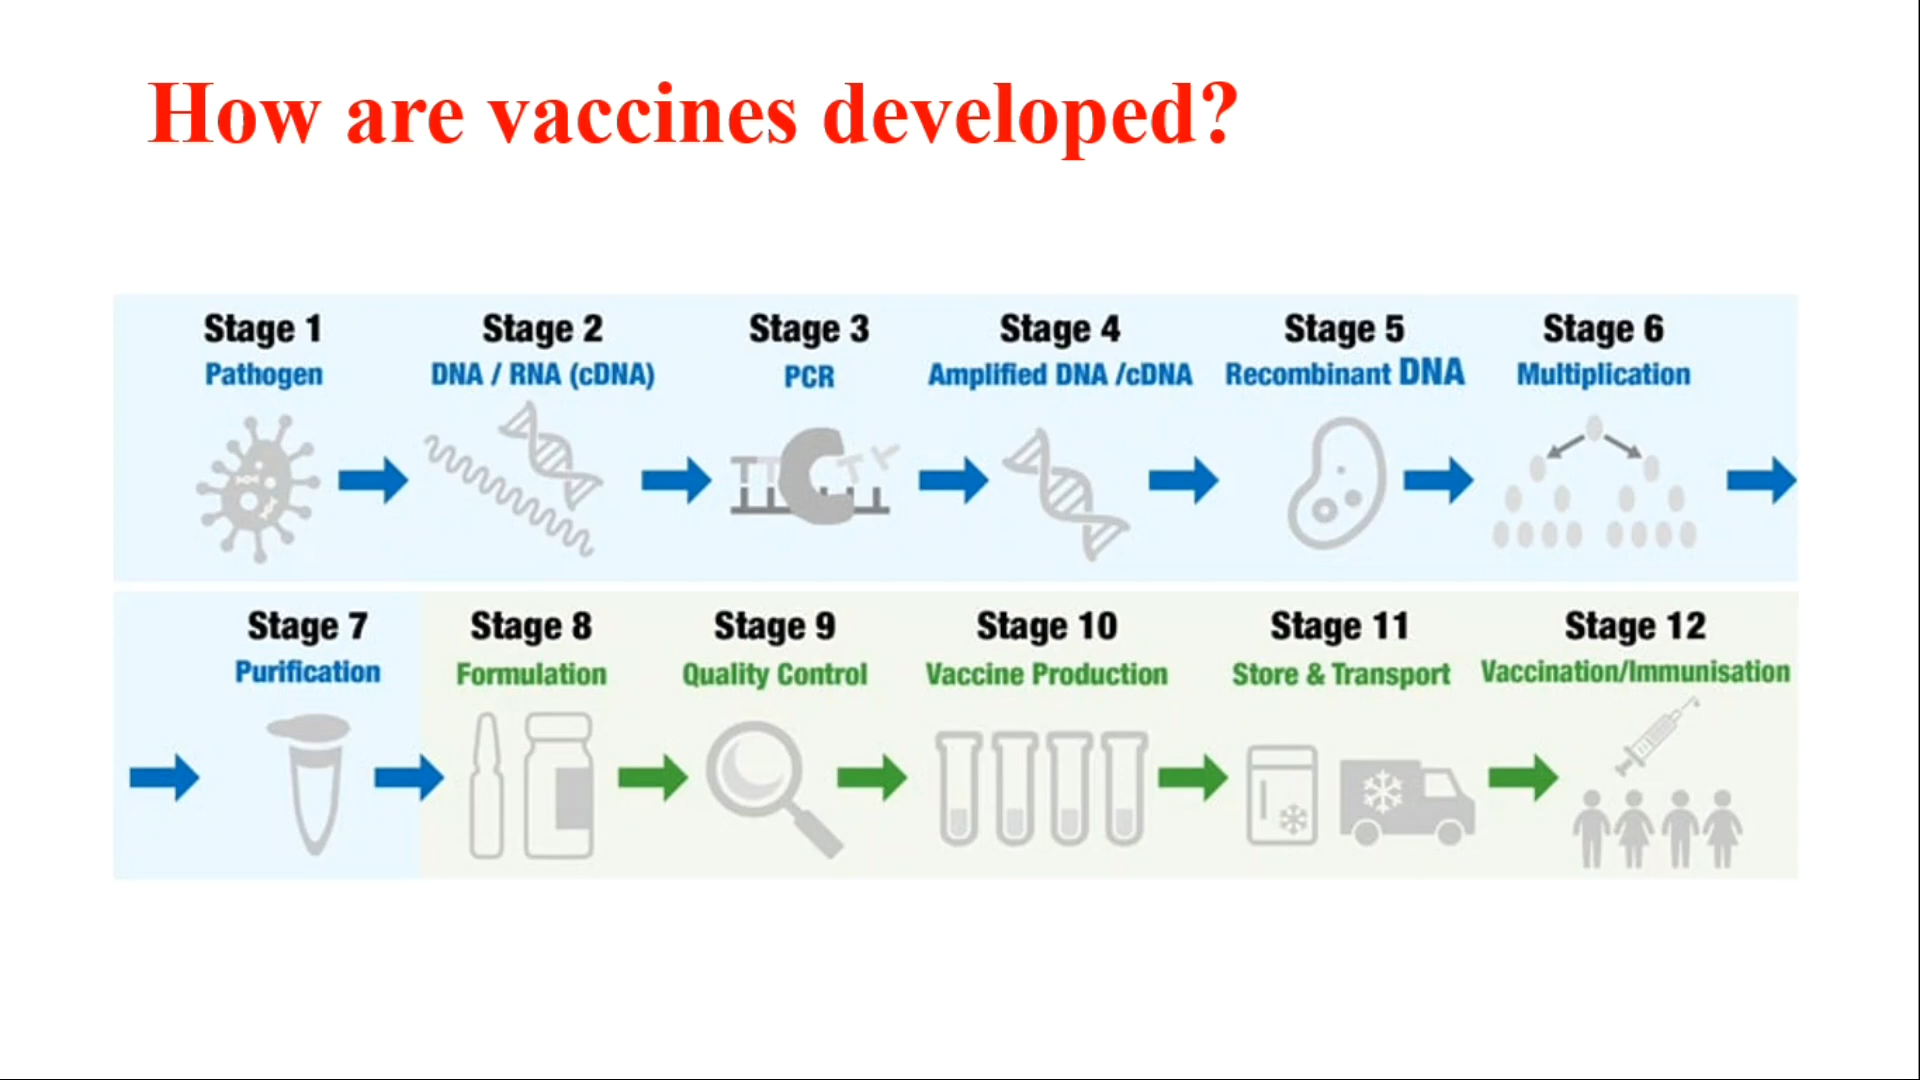 How are vaccines developed?
Stage 1
Pathogen
Stage 2
DNA / RNA (cDNA)
Stage 3
PCR
Stage 4
Amplified DNA /cDNA
Stage 5
Recombinant DNA
Stage 6
Multiplication
Stage 7
Purification
Stage 8
Formulation
Stage 9
Quality Control
Stage 10
Vaccine Production
Stage 11
Store & Transport
Stage 12
Vaccination/Immunisation